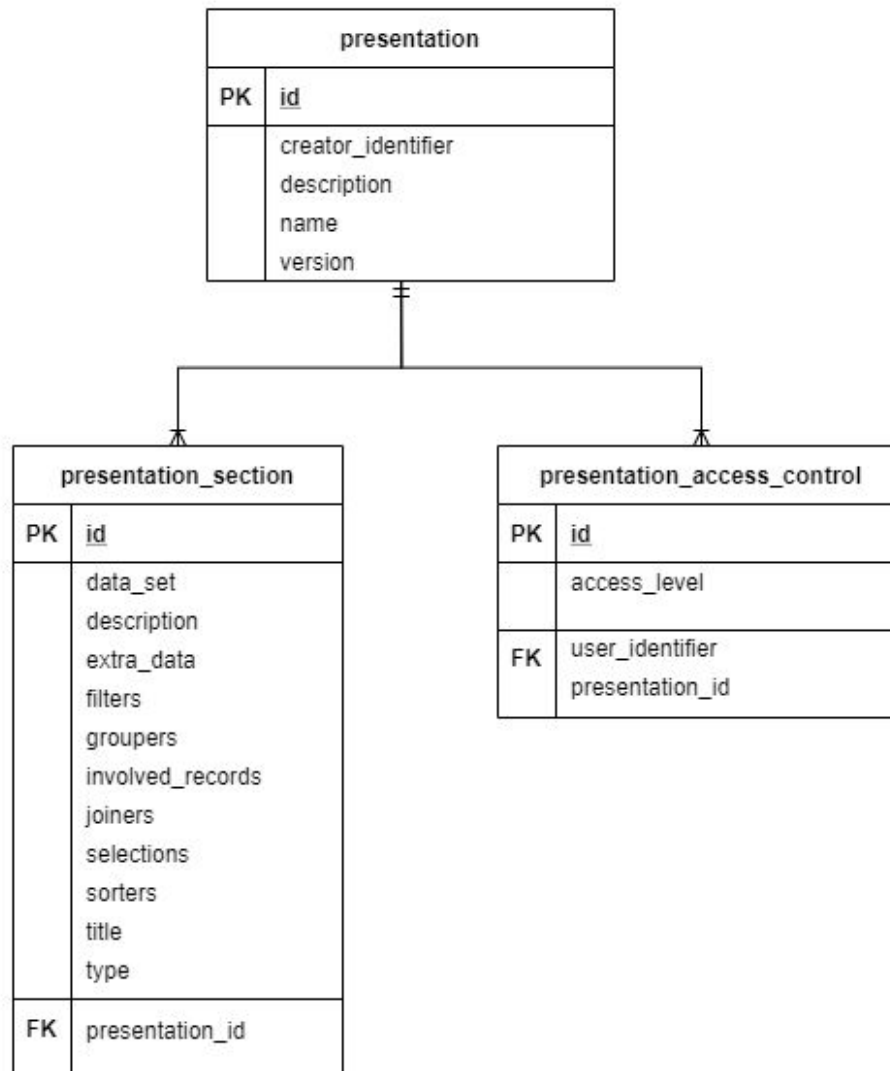 presentation
PK id
creator_identifier
description
name
version
presentation_section
PK id
data_set
description
extra_data
filters
groupers
involved_records
joiners
selections
sorters
title
type
FK presentation_id
presentation_access_control
PK id
access_level
FK user_identifier
presentation_id